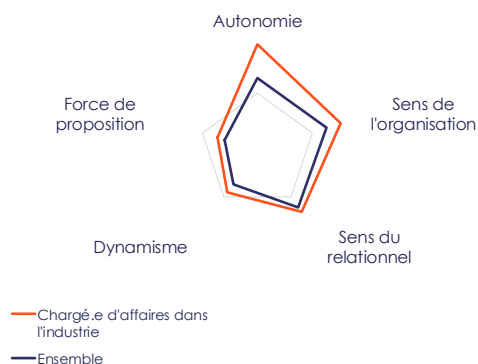 Autonomie
Force de
proposition
Sens de
l'organisation
Dynamisme
Sens du
relationnel
Chargé.e d'affaires dans
l'industrie
Ensemble